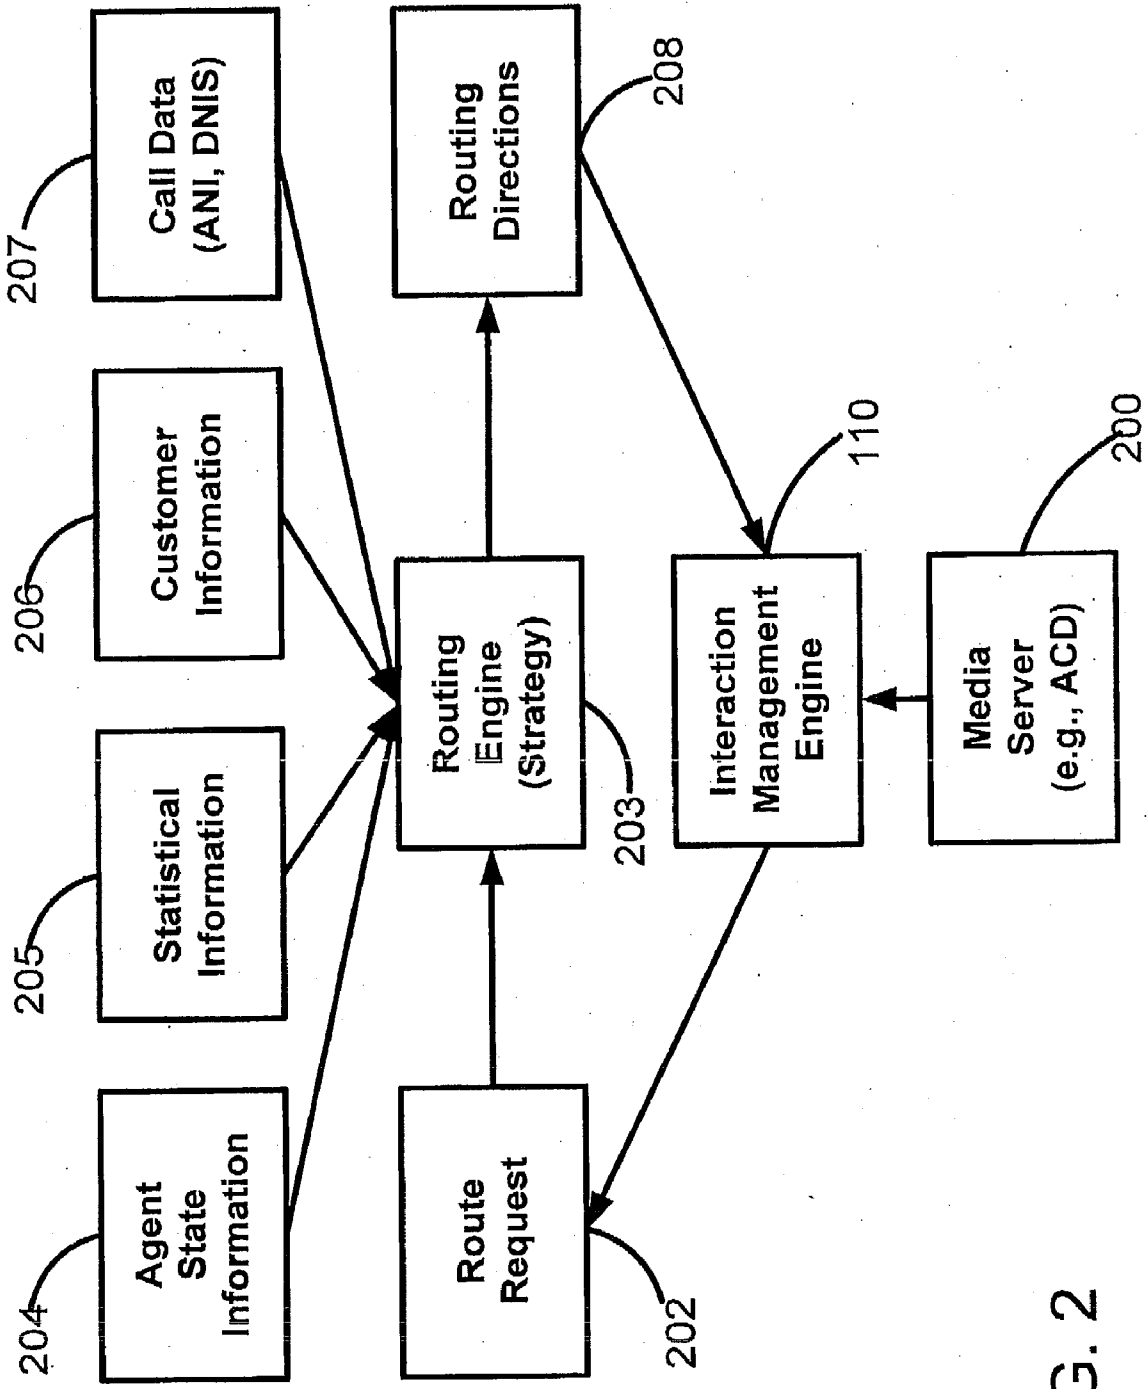 204
Agent
State
Information
205
Statistical
Information
206
Customer
Information
207
Call Data
(ANI, DNIS)
Route
Request
202
Routing
Engine
(Strategy)
203
Routing
Directions
208
Interaction
Management
Engine
110
Media
Server
(e.g., ACD)
200
G. 2